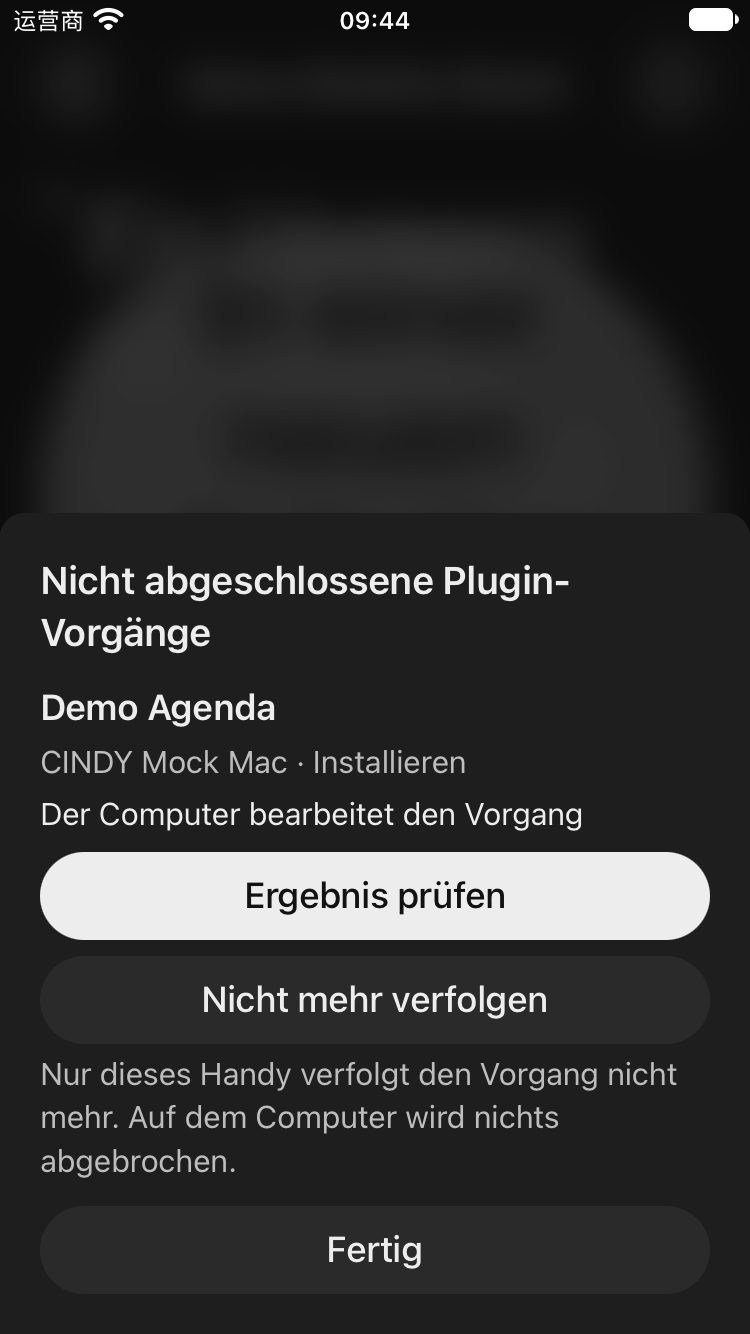 运营商
09:44
Nicht abgeschlossene Plugin-
Vorgänge
Demo Agenda
CINDY Mock Mac · Installieren
Der Computer bearbeitet den Vorgang
Ergebnis prüfen
Nicht mehr verfolgen
Nur dieses Handy verfolgt den Vorgang nicht
mehr. Auf dem Computer wird nichts
abgebrochen.
Fertig